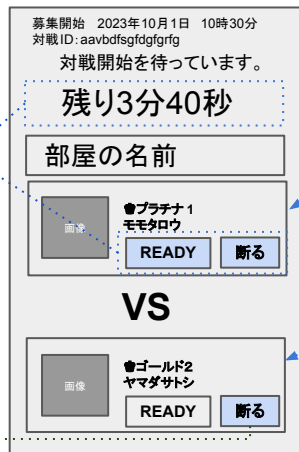 募集開始 2023年10月1日 10時30分
対戦ID:aavbdfsgfdgfgrfg
対戦開始を待っています。
残り3分40秒
部屋の名前
画像
プラチナ 1
モモタロウ
READY
断る
VS
画像
ゴールド2
ヤマダサトシ
READY
断る